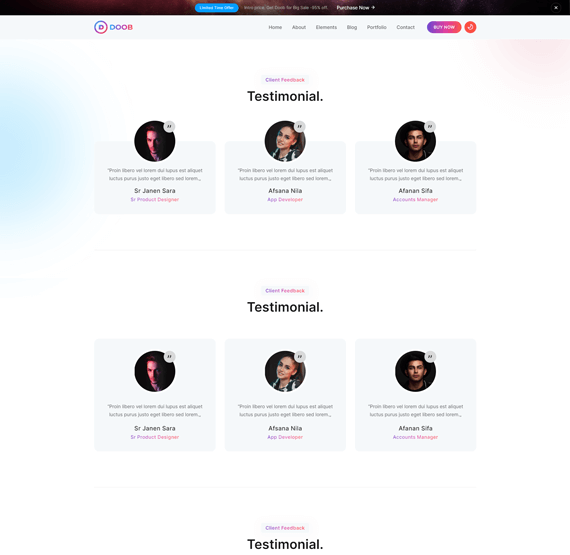 Limited Time Offer Intro price. Get Doob for Big Sale -95% off. Purchase Now → ×
DOOB Home About Elements Blog Portfolio Contact BUY NOW
Client Feedback
Testimonial.
"Proin libero vel lorem dui lupus est aliquet
luctus purus justo eget libero sed lorem.,
Sr Janen Sara
Sr Product Designer
"Proin libero vel lorem dui lupus est aliquet
luctus purus justo eget libero sed lorem.,
Afsana Nila
App Developer
"Proin libero vel lorem dui lupus est aliquet
luctus purus justo eget libero sed lorem.,
Afanan Sifa
Accounts Manager
Client Feedback
Testimonial.
"Proin libero vel lorem dui lupus est aliquet
luctus purus justo eget libero sed lorem.,
Sr Janen Sara
Sr Product Designer
"Proin libero vel lorem dui lupus est aliquet
luctus purus justo eget libero sed lorem.,
Afsana Nila
App Developer
"Proin libero vel lorem dui lupus est aliquet
luctus purus justo eget libero sed lorem.,
Afanan Sifa
Accounts Manager
Client Feedback
Testimonial.